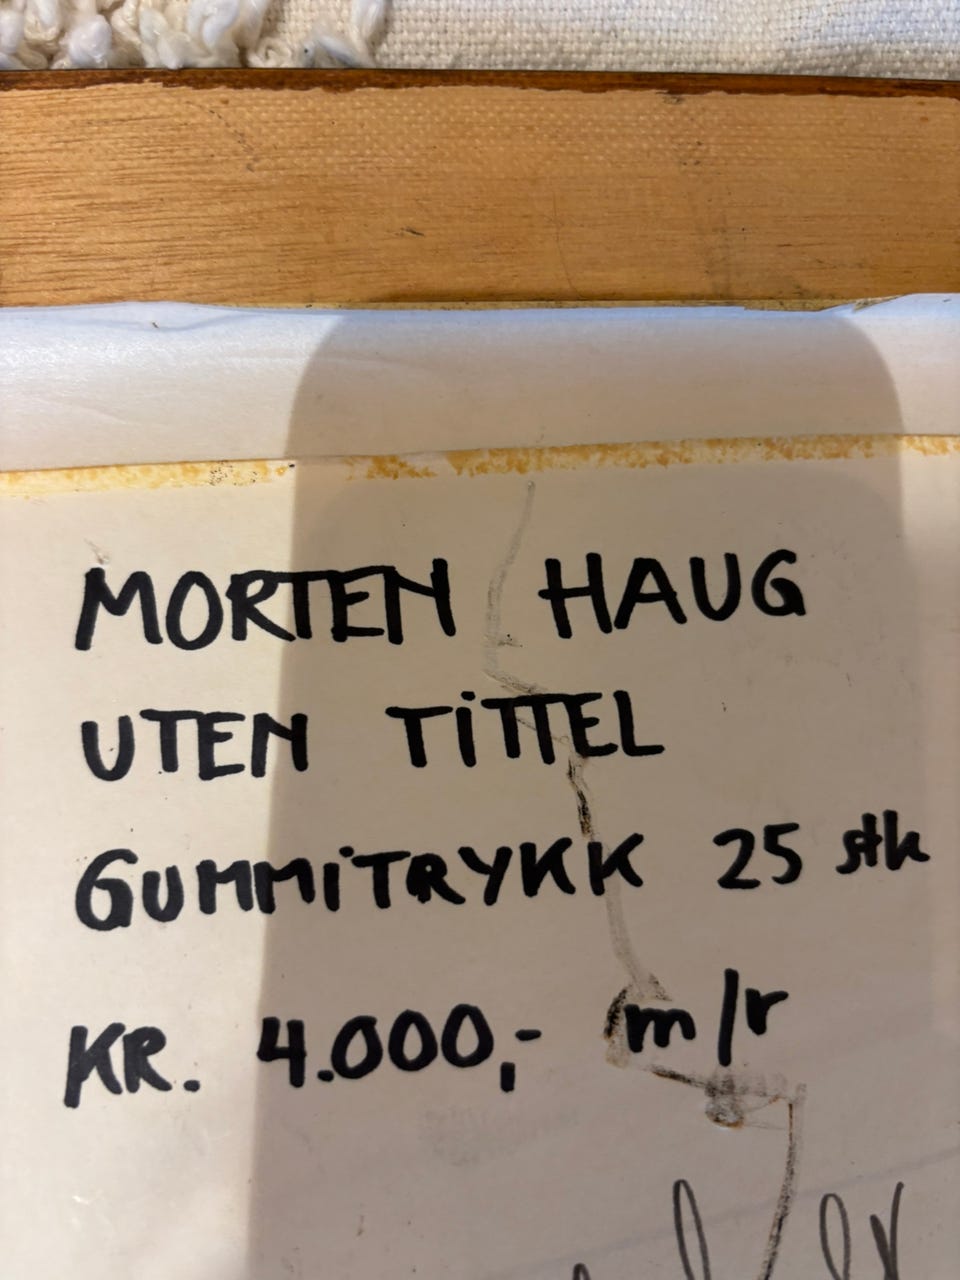 MORTEN HAUG
UTEN TiTTEL
GUMMiTRYKK 25 stk
KR. 4.000,- m/r